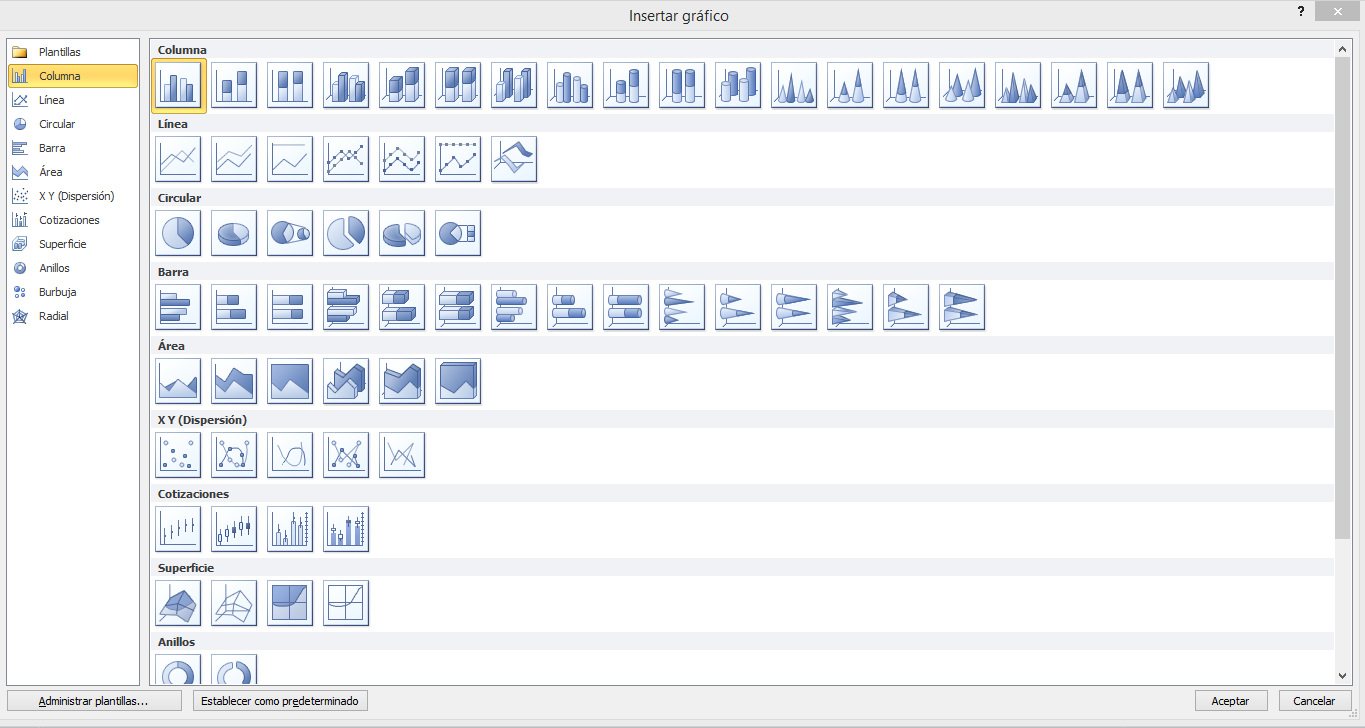 Insertar gráfico
?
Plantillas
Columna
Línea
Circular
Barra
Área
X Y (Dispersión)
Cotizaciones
Superficie
Anillos
Burbuja
Radial
Columna
Línea
Circular
Barra
Área
X Y (Dispersión)
Cotizaciones
Superficie
Anillos
Administrar plantillas...
Establecer como predeterminado
Aceptar
Cancelar